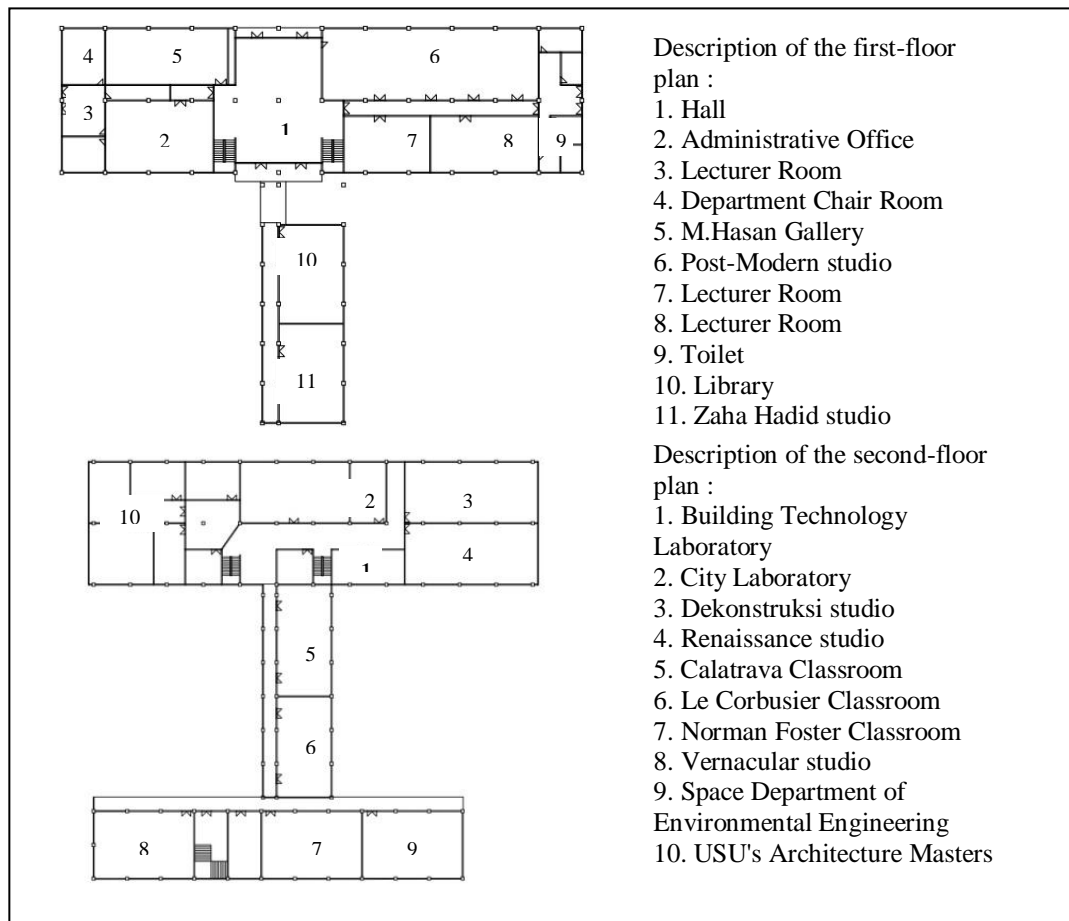 4
5
6
3
2
1
7
8
9
10
11
Description of the first-floor
plan :
1. Hall
2. Administrative Office
3. Lecturer Room
4. Department Chair Room
5. M.Hasan Gallery
6. Post-Modern studio
7. Lecturer Room
8. Lecturer Room
9. Toilet
10. Library
11. Zaha Hadid studio
10
2
3
1
4
5
6
8
7
9
Description of the second-floor
plan :
1. Building Technology
Laboratory
2. City Laboratory
3. Dekonstruksi studio
4. Renaissance studio
5. Calatrava Classroom
6. Le Corbusier Classroom
7. Norman Foster Classroom
8. Vernacular studio
9. Space Department of
Environmental Engineering
10. USU's Architecture Masters